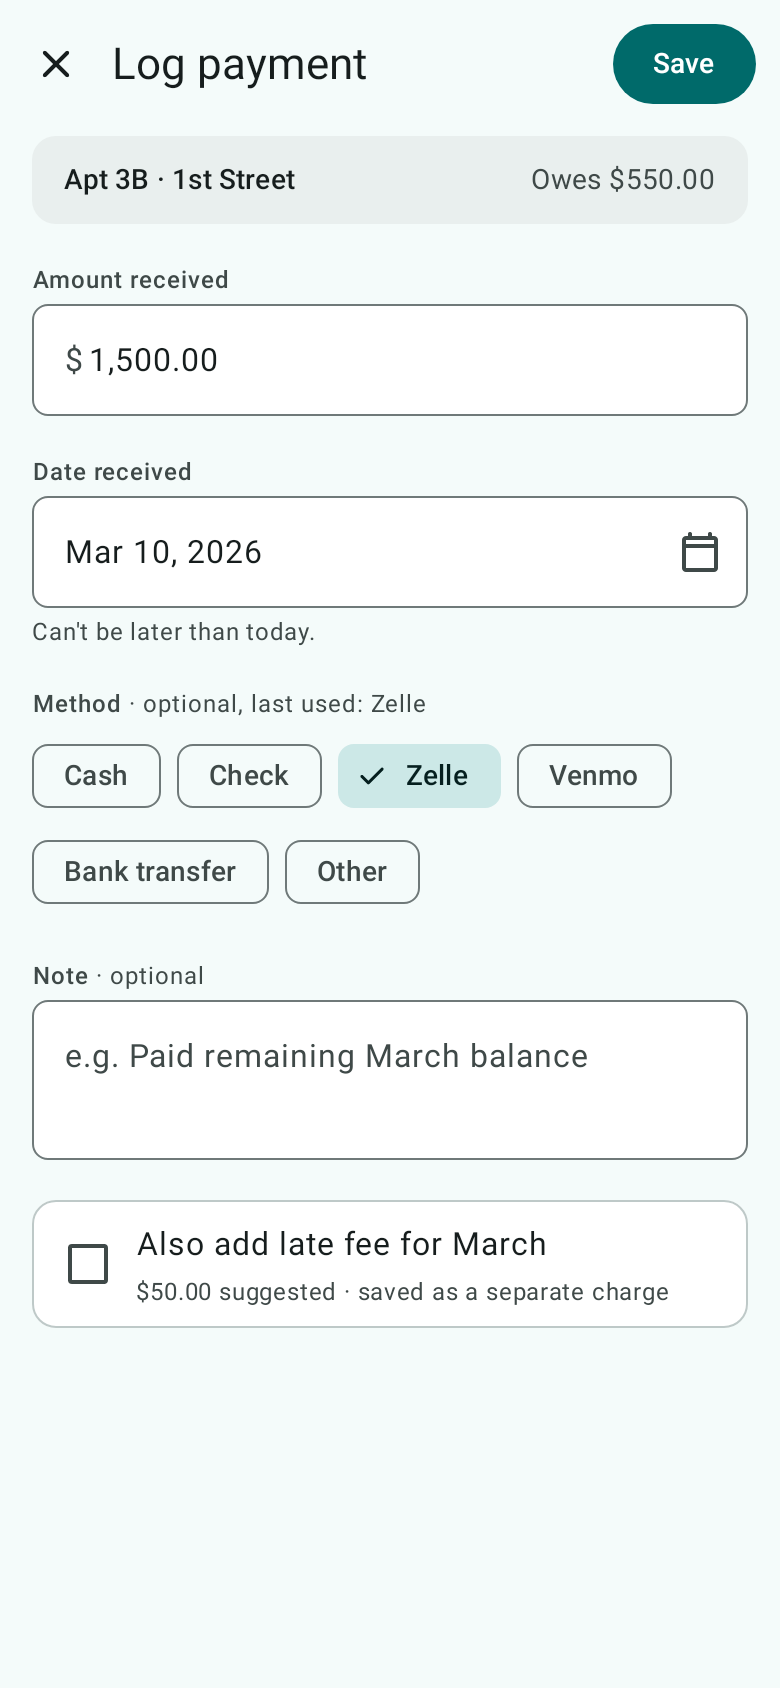 Log payment
Save
Apt 3B · 1st Street
Owes $550.00
Amount received
$ 1,500.00
Date received
Mar 10, 2026
Can't be later than today.
Method · optional, last used: Zelle
Cash
Check
Zelle
Venmo
Bank transfer
Other
Note · optional
e.g. Paid remaining March balance
Also add late fee for March
$50.00 suggested · saved as a separate charge